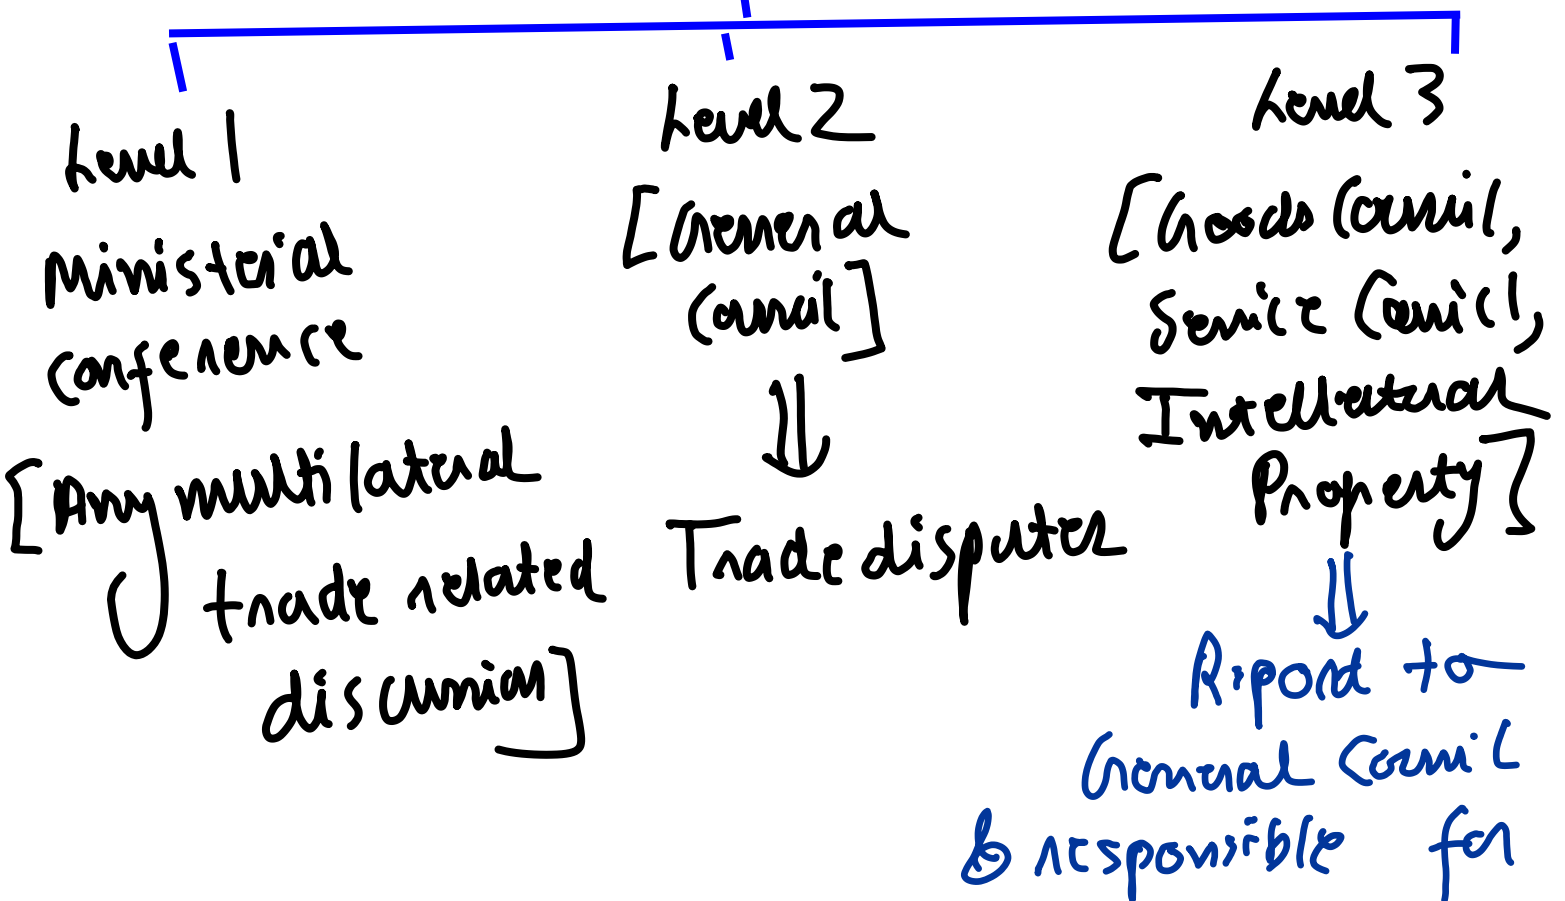 Level 1
Ministerial
conference
[Any multilateral
trade related
discussion]
Level 2
[General
Council]
Trade disputes
Level 3
[Goods Council,
Service Council,
Intellectual
Property]
Report to
General Council
& responsible for